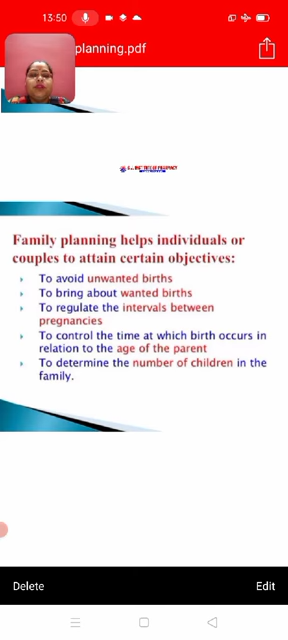 13:50
planning.pdf
Family planning helps individuals or
couples to attain certain objectives:
To avoid unwanted births
To bring about wanted births
To regulate the intervals between
pregnancies
To control the time at which birth occurs in
relation to the age of the parent
To determine the number of children in the
family.
Delete
Edit